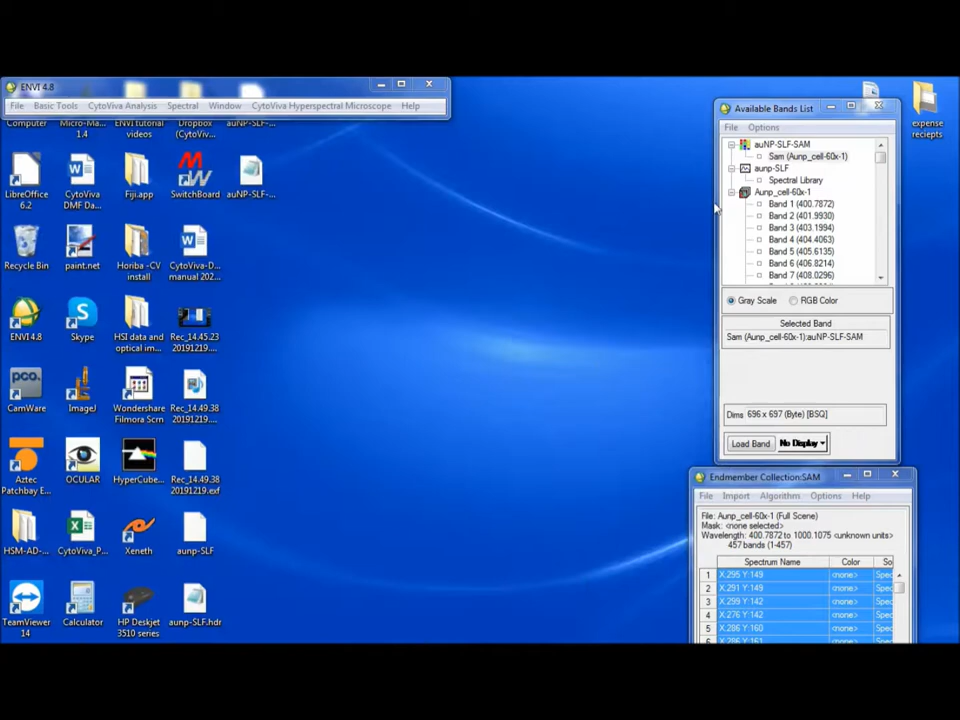 ENVI 4.8
File Basic Tools CytoViva Analysis Spectral Window CytoViva Hyperspectral Microscope Help
Computer
Micro-Ma... 1.4
ENVI tutorial videos
Dropbox (CytoViv...
auNP-SLF-...
LibreOffice 6.2
CytoViva DMF Da...
Fiji.app
SwitchBoard
auNP-SLF-...
Recycle Bin
paint.net
Horiba -CV install
CytoViva-D... manual 202...
ENVI4.8
Skype
HSI data and optical im...
Rec_14.45.23 20191219....
CamWare
ImageJ
Wondershare Filmora Scrn
Rec_14.49.38 20191219....
Aztec Patchbay E...
OCULAR
HyperCube...
Rec_14.49.38 20191219.exf
HSM-AD-...
CytoViva_P...
Xeneth
aunp-SLF
TeamViewer 14
Calculator
HP Deskjet 3510 series
aunp-SLF.hdr
expense reciepts
Available Bands List
File Options
auNP-SLF-SAM
Sam (Aunp_cell-60x-1)
aunp-SLF
Spectral Library
Aunp_cell-60x-1
Band 1 (400.7872)
Band 2 (401.9930)
Band 3 (403.1994)
Band 4 (404.4063)
Band 5 (405.6135)
Band 6 (406.8214)
Band 7 (408.0296)
Gray Scale RGB Color
Selected Band
Sam (Aunp_cell-60x-1):auNP-SLF-SAM
Dims 696 x 697 (Byte) [BSQ]
Load Band No Display
Endmember Collection:SAM
File Import Algorithm Options Help
File: Aunp_cell-60x-1 (Full Scene)
Mask: <none selected>
Wavelength: 400.7872 to 1000.1075 <unknown units>
457 bands (1-457)
Spectrum Name Color So
1 X:295 Y:149 <none> Spec
2 X:291 Y:149 <none> Spec
3 X:299 Y:142 <none> Spec
4 X:276 Y:142 <none> Spec
5 X:286 Y:160 <none> Spec